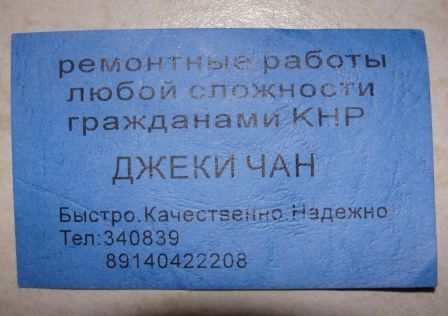 ремонтные работы
любой сложности
гражданами КНР
ДЖЕКИ ЧАН
Быстро.Качественно.Надежно
Тел:340839
89140422208